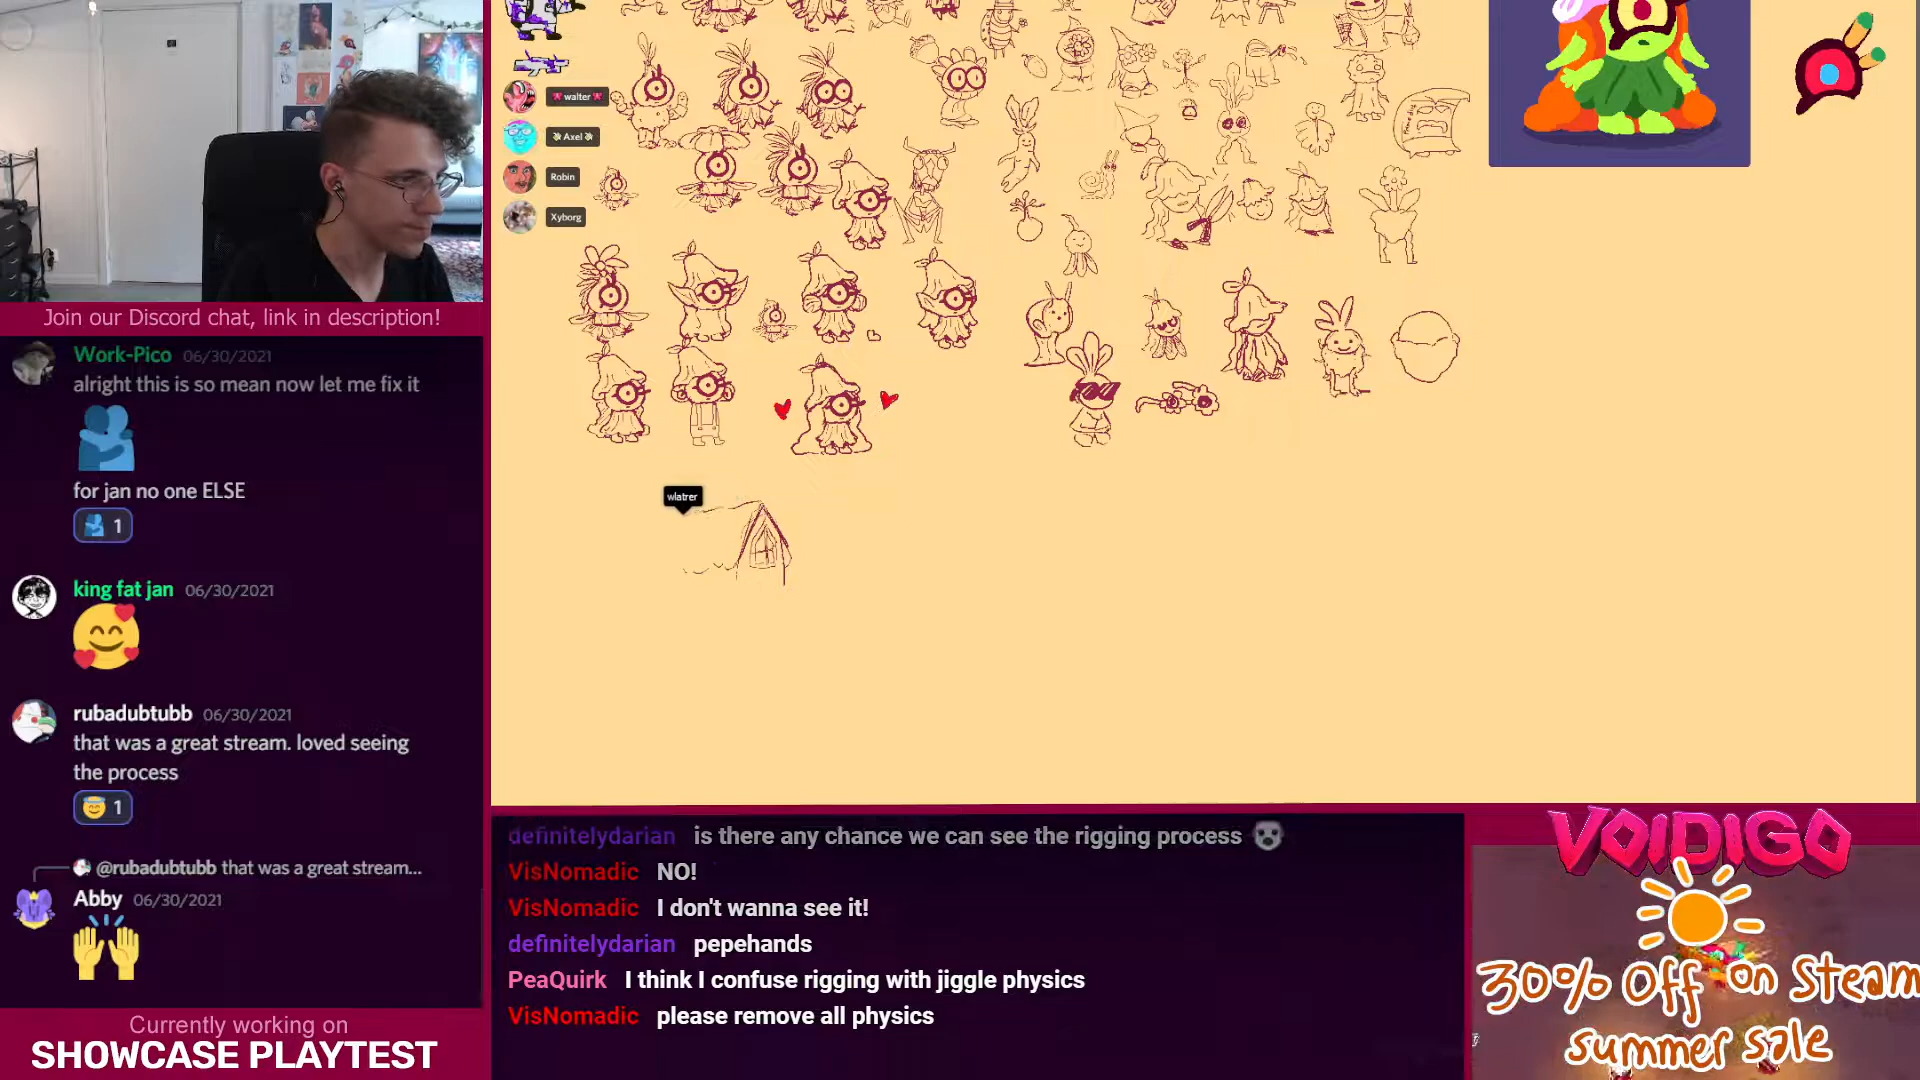 walter
Axel
Robin
Xyborg
Join our Discord chat, link in description!
Work-Pico 06/30/2021
alright this is so mean now let me fix it
for jan no one ELSE
1
king fat jan 06/30/2021
rubadubtubb 06/30/2021
that was a great stream. loved seeing
the process
1
@rubadubtubb that was a great stream...
Abby 06/30/2021
Currently working on
SHOWCASE PLAYTEST
wlatrer
definitelydarian is there any chance we can see the rigging process
VisNomadic NO!
VisNomadic I don't wanna see it!
definitelydarian pepehands
PeaQuirk I think I confuse rigging with jiggle physics
VisNomadic please remove all physics
VOIDIGO
30% Off on Steam
summer sale